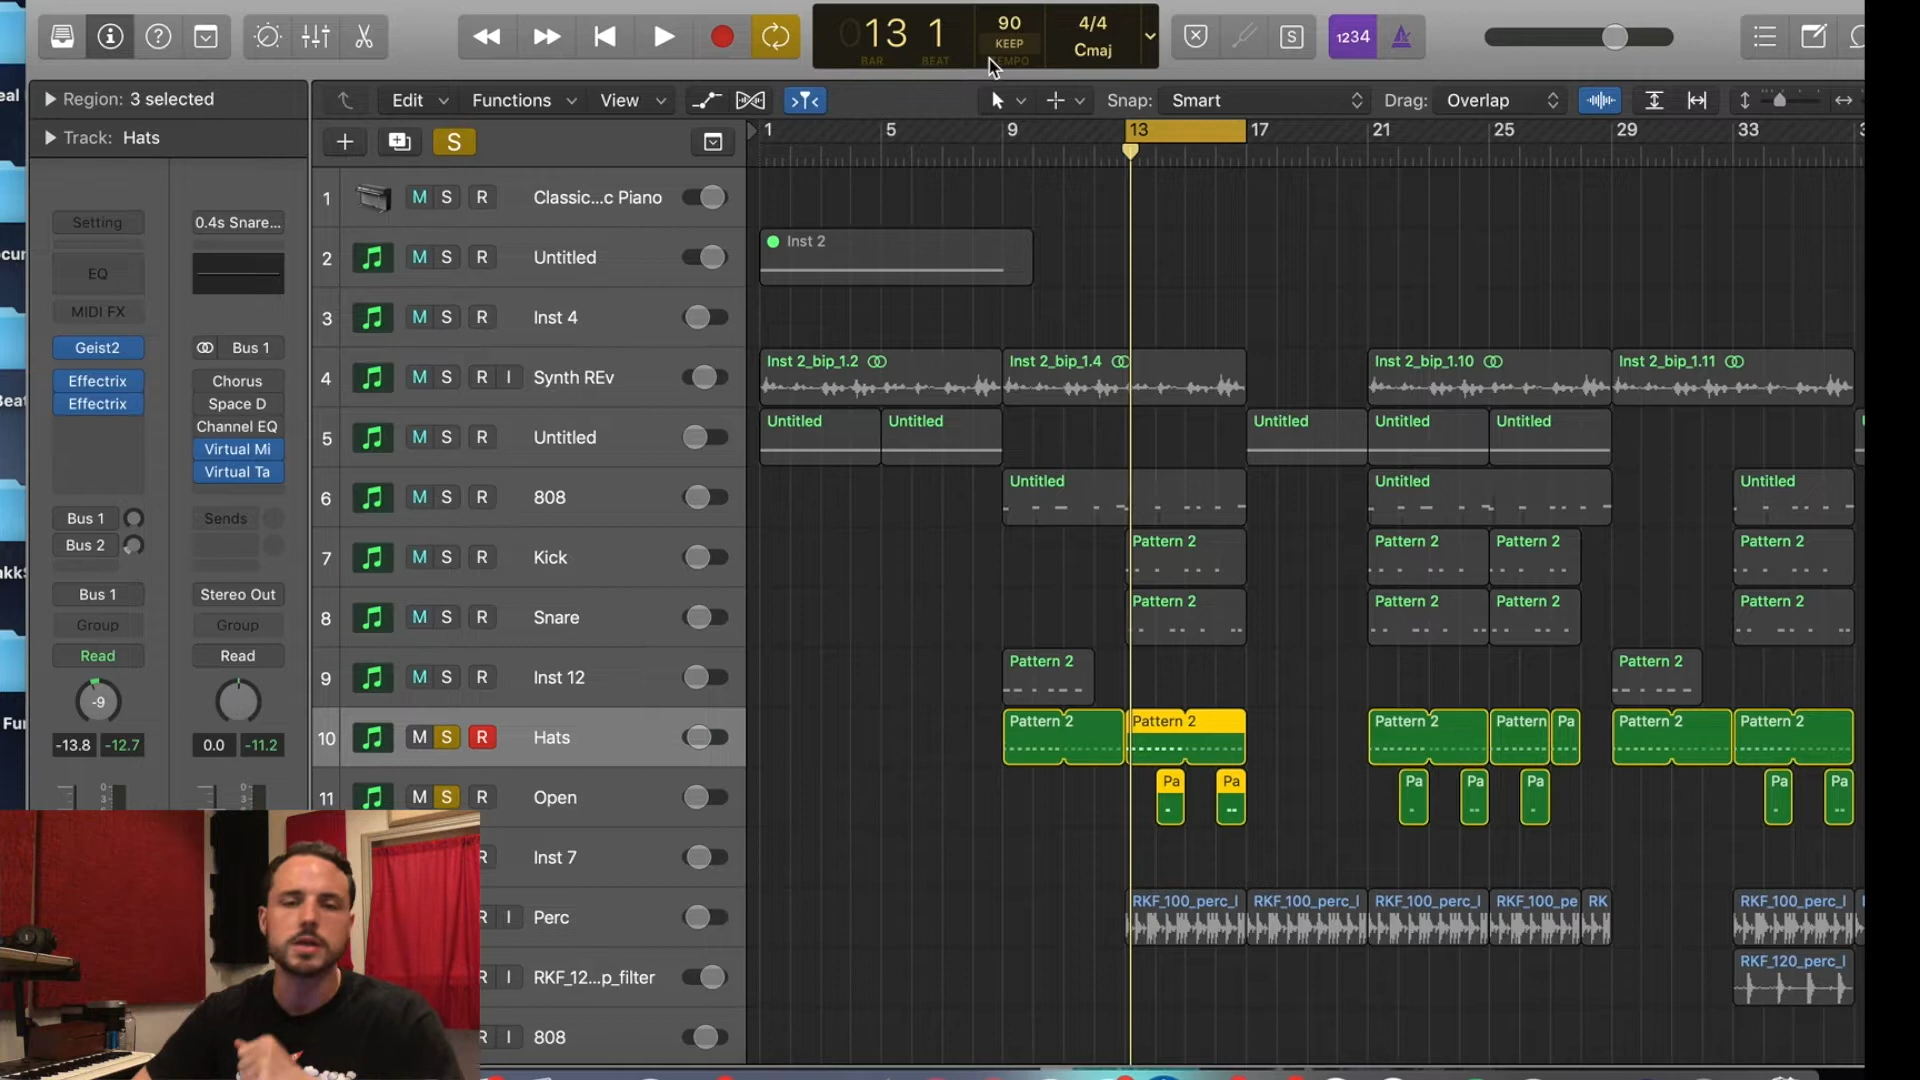 13 1
BAR BEAT
90
KEEP
TEMPO
4/4
Cmaj
S
1234
Region: 3 selected
Track: Hats
Edit
Functions
View
Snap: Smart
Drag: Overlap
S
1 5 9 13 17 21 25 29 33
Setting
EQ
MIDI FX
Geist2
Effectrix
Effectrix
Bus 1
Bus 2
Bus 1
Group
Read
-9
-13.8 -12.7
0.4s Snare...
Bus 1
Chorus
Space D
Channel EQ
Virtual Mi
Virtual Ta
Sends
Stereo Out
Group
Read
0.0 -11.2
1 M S R Classic...c Piano
2 M S R Untitled
3 M S R Inst 4
4 M S R I Synth REv
5 M S R Untitled
6 M S R 808
7 M S R Kick
8 M S R Snare
9 M S R Inst 12
10 M S R Hats
11 M S R Open
R Inst 7
R I Perc
R I RKF_12...p_filter
R I 808
Inst 2
Inst 2_bip_1.2 Inst 2_bip_1.4 Inst 2_bip_1.10 Inst 2_bip_1.11
Untitled Untitled Untitled Untitled Untitled
Untitled Untitled Untitled
Pattern 2 Pattern 2 Pattern 2 Pattern 2
Pattern 2 Pattern 2 Pattern 2 Pattern 2
Pattern 2 Pattern 2
Pattern 2 Pattern 2 Pattern 2 Pattern Pa Pattern 2 Pattern 2
Pa Pa Pa Pa Pa Pa Pa
RKF_100_perc_l RKF_100_perc_l RKF_100_perc_l RKF_100_pe RK RKF_100_perc_l
RKF_120_perc_l